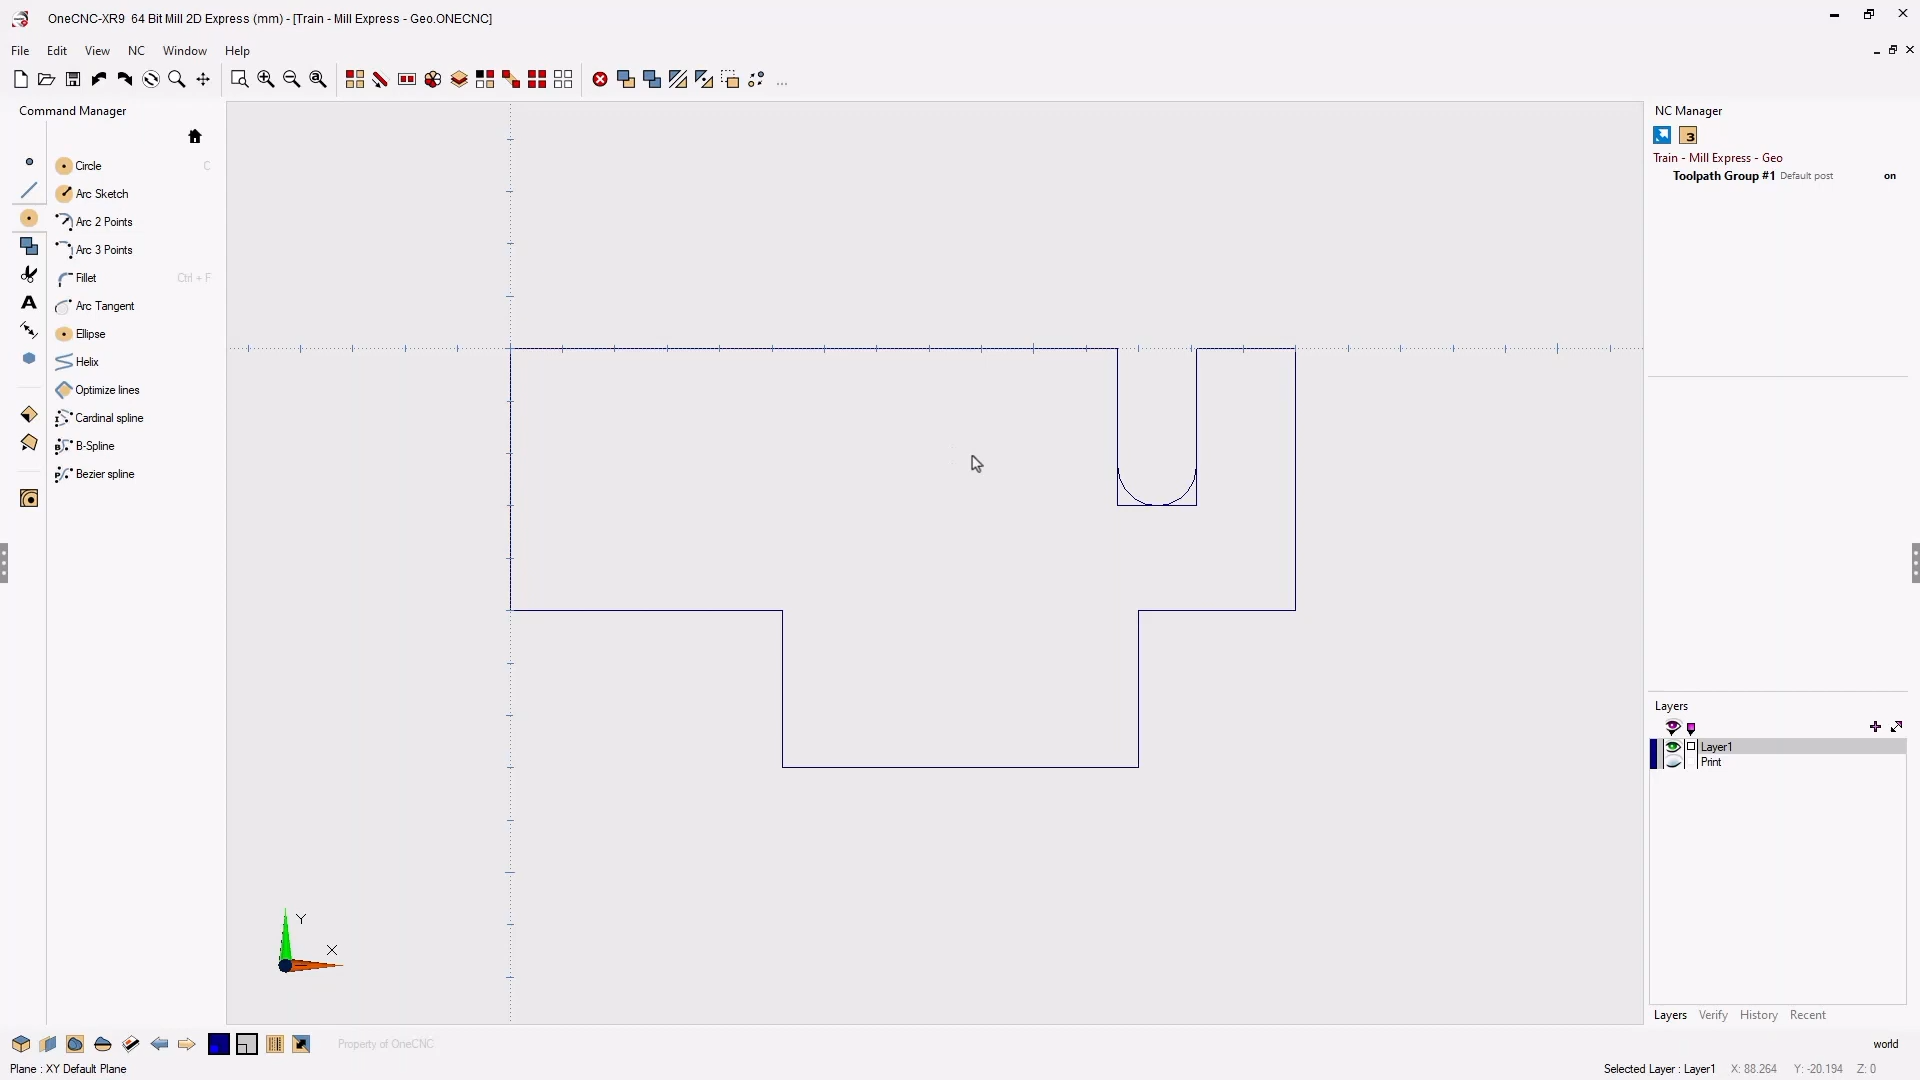 OneCNC-XR9 64 Bit Mill 2D Express (mm) - [Train - Mill Express - Geo.ONECNC]
File Edit View NC Window Help
Command Manager
Circle C
Arc Sketch
Arc 2 Points
Arc 3 Points
Fillet Ctrl + F
Arc Tangent
Ellipse
Helix
Optimize lines
Cardinal spline
B-Spline
Bezier spline
A
Y
X
NC Manager
3
Train - Mill Express - Geo
Toolpath Group #1 Default post on
Layers
Layer1
Print
Layers Verify History Recent
Property of OneCNC
world
Plane : XY Default Plane
Selected Layer : Layer1 X: 88.264 Y: -20.194 Z: 0